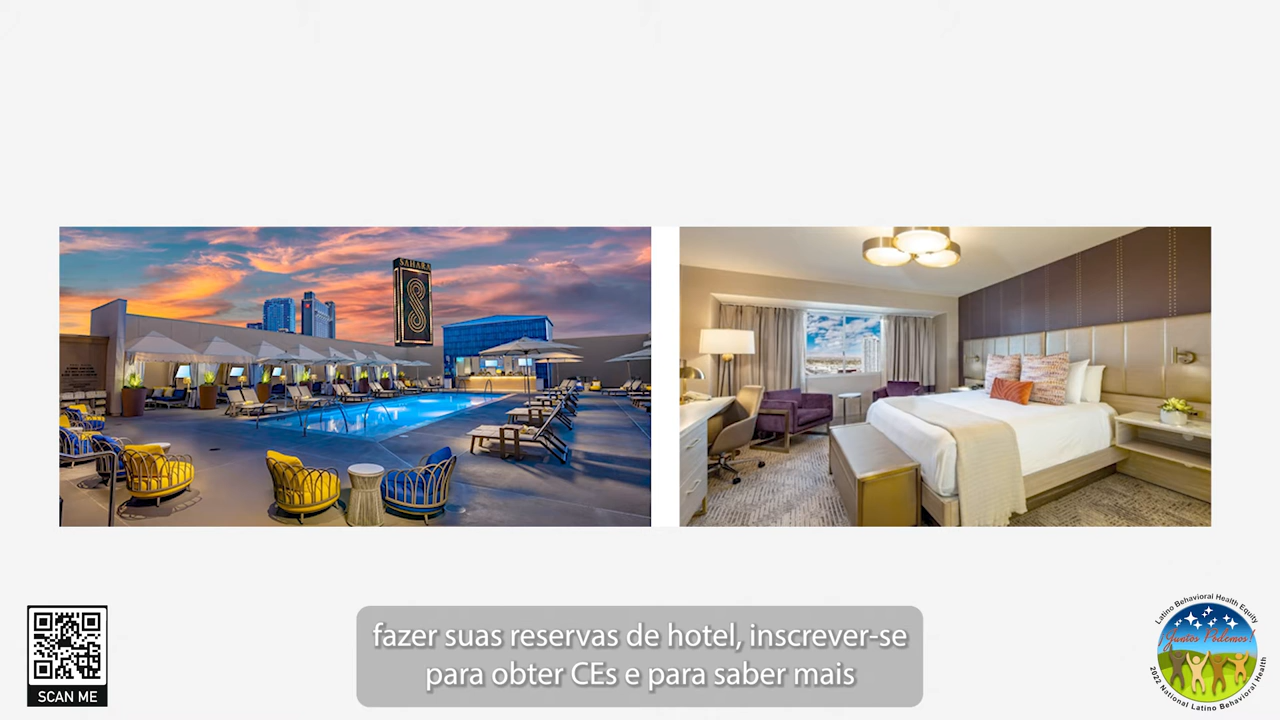 SAHARA
fazer suas reservas de hotel, inscrever-se
para obter CEs e para saber mais
SCAN ME
Latino Behavioral Health Equity
¡Juntos Podemos!
2022 National Latino Behavioral Health